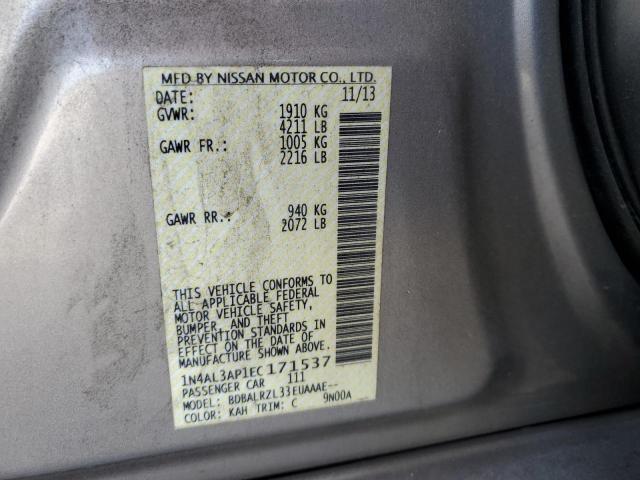 MFD BY NISSAN MOTOR CO., LTD.
DATE: 11/13
GVWR: 1910 KG
4211 LB
GAWR FR.: 1005 KG
2216 LB
GAWR RR.: 940 KG
2072 LB
THIS VEHICLE CONFORMS TO
ALL APPLICABLE FEDERAL
MOTOR VEHICLE SAFETY,
BUMPER, AND THEFT
PREVENTION STANDARDS IN
EFFECT ON THE DATE OF
MANUFACTURE SHOWN ABOVE.
1N4AL3AP1EC171537
PASSENGER CAR 111
MODEL: BDBALRZL33EUAAAE--
COLOR: KAH TRIM: C 9N00A